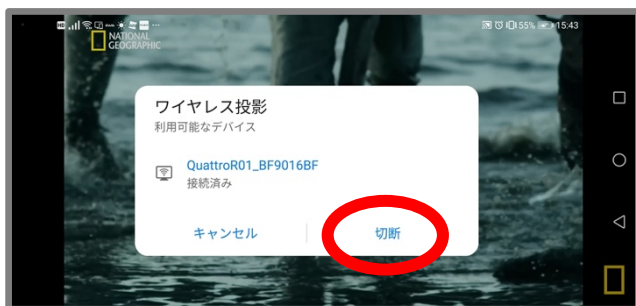 HD
55% 15:43
NATIONAL
GEOGRAPHIC
ワイヤレス投影
利用可能なデバイス
QuattroR01_BF9016BF
接続済み
キャンセル
切断